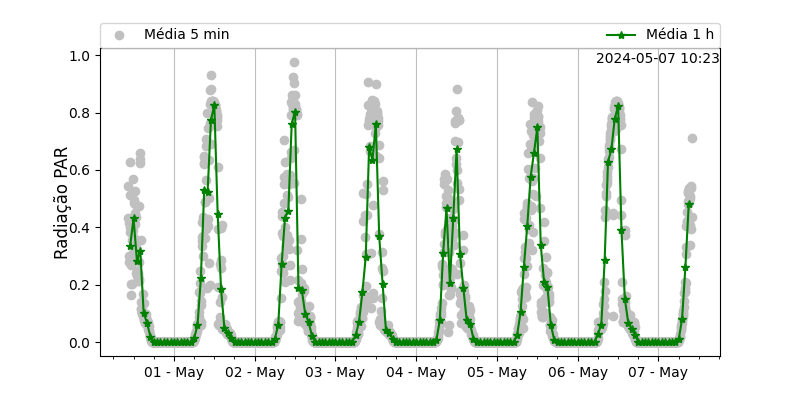 Média 5 min
Média 1 h
2024-05-07 10:23
Radiação PAR
1.0
0.8
0.6
0.4
0.2
0.0
01 - May
02 - May
03 - May
04 - May
05 - May
06 - May
07 - May